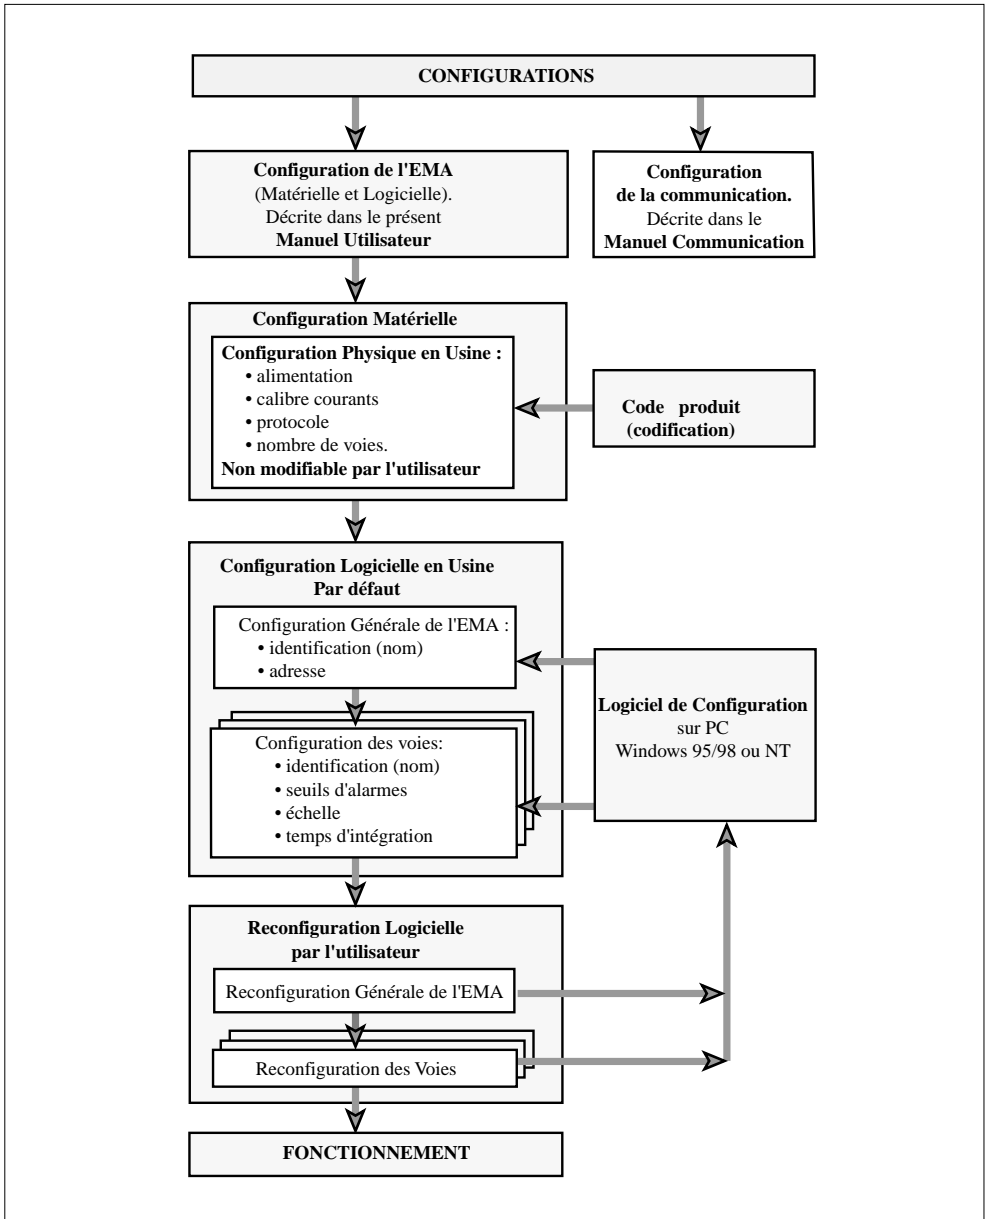 CONFIGURATIONS
Configuration de l'EMA
(Matérielle et Logicielle).
Décrite dans le présent
Manuel Utilisateur
Configuration
de la communication.
Décrite dans le
Manuel Communication
Configuration Matérielle
Configuration Physique en Usine :
• alimentation
• calibre courants
• protocole
• nombre de voies.
Non modifiable par l'utilisateur
Code produit
(codification)
Configuration Logicielle en Usine
Par défaut
Configuration Générale de l'EMA :
• identification (nom)
• adresse
Configuration des voies:
• identification (nom)
• seuils d'alarmes
• échelle
• temps d'intégration
Logiciel de Configuration
sur PC
Windows 95/98 ou NT
Reconfiguration Logicielle
par l'utilisateur
Reconfiguration Générale de l'EMA
Reconfiguration des Voies
FONCTIONNEMENT